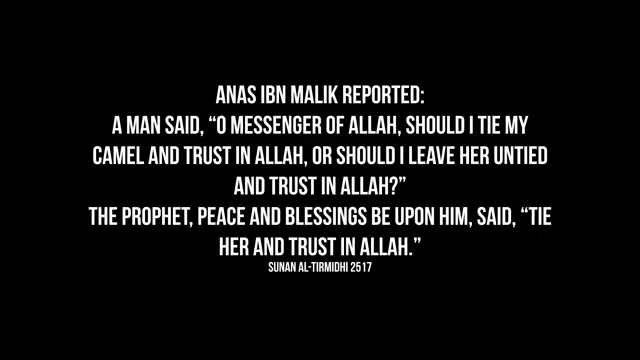 ANAS IBN MALIK REPORTED:
A MAN SAID, “O MESSENGER OF ALLAH, SHOULD I TIE MY
CAMEL AND TRUST IN ALLAH, OR SHOULD I LEAVE HER UNTIED
AND TRUST IN ALLAH?”
THE PROPHET, PEACE AND BLESSINGS BE UPON HIM, SAID, “TIE
HER AND TRUST IN ALLAH.”
SUNAN AL-TIRMIDHI 2517